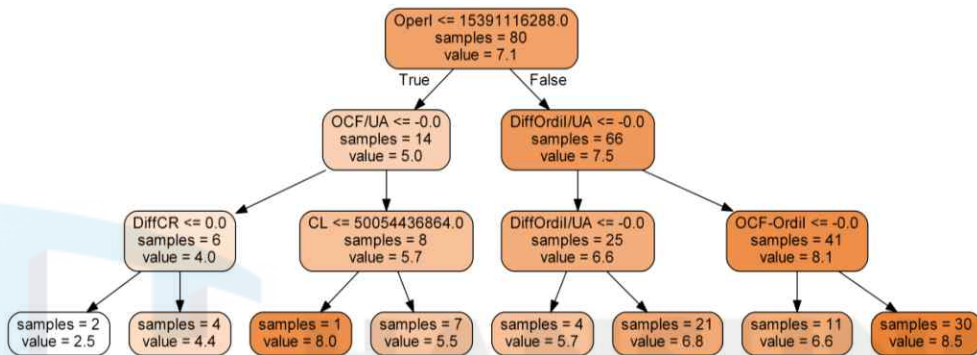 OperI <= 15391116288.0
samples = 80
value = 7.1
True
False
OCF/UA <= -0.0
samples = 14
value = 5.0
DiffOrdiI/UA <= -0.0
samples = 66
value = 7.5
DiffCR <= 0.0
samples = 6
value = 4.0
CL <= 50054436864.0
samples = 8
value = 5.7
DiffOrdiI/UA <= -0.0
samples = 25
value = 6.6
OCF-OrdiI <= -0.0
samples = 41
value = 8.1
samples = 2
value = 2.5
samples = 4
value = 4.4
samples = 1
value = 8.0
samples = 7
value = 5.5
samples = 4
value = 5.7
samples = 21
value = 6.8
samples = 11
value = 6.6
samples = 30
value = 8.5